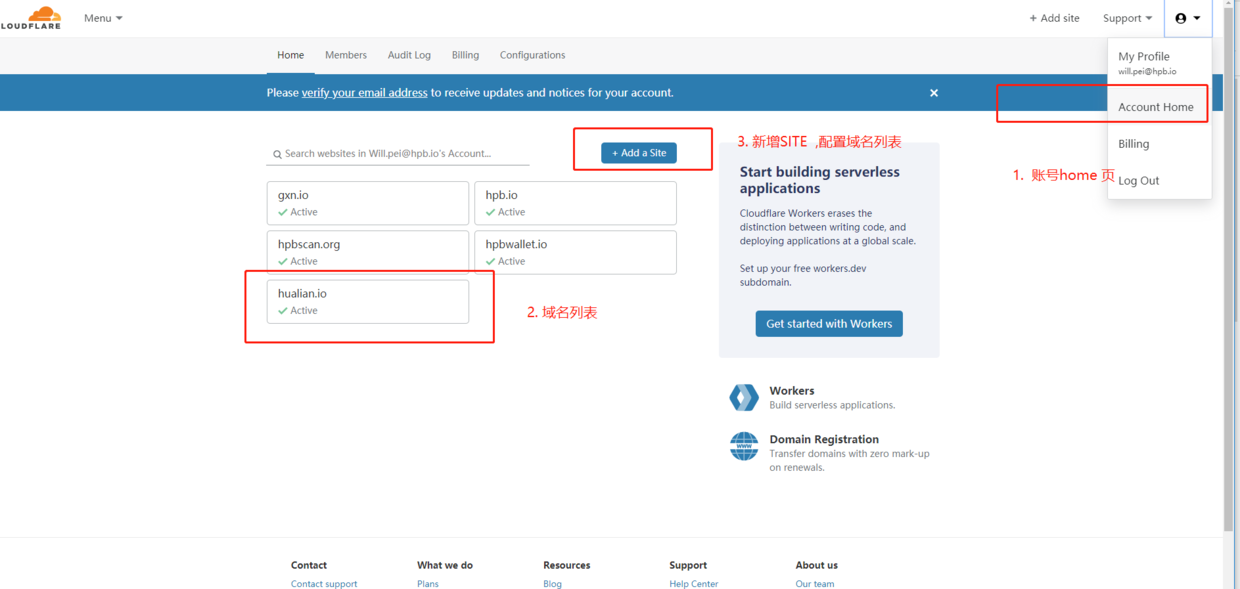 LOUDFLARE
Menu
+ Add site
Support
Home
Members
Audit Log
Billing
Configurations
My Profile
will.pei@hpb.io
Account Home
Billing
Log Out
Please verify your email address to receive updates and notices for your account.
1. 账号home 页
Search websites in Will.pei@hpb.io's Account...
+ Add a Site
3. 新增SITE ,配置域名列表
gxn.io
Active
hpb.io
Active
hpbscan.org
Active
hpbwallet.io
Active
hualian.io
Active
2. 域名列表
Start building serverless
applications
Cloudflare Workers erases the
distinction between writing code, and
deploying applications at a global scale.
Set up your free workers.dev
subdomain.
Get started with Workers
Workers
Build serverless applications.
WWW
Domain Registration
Transfer domains with zero mark-up
on renewals.
Contact
What we do
Resources
Support
About us
Contact support
Plans
Blog
Help Center
Our team